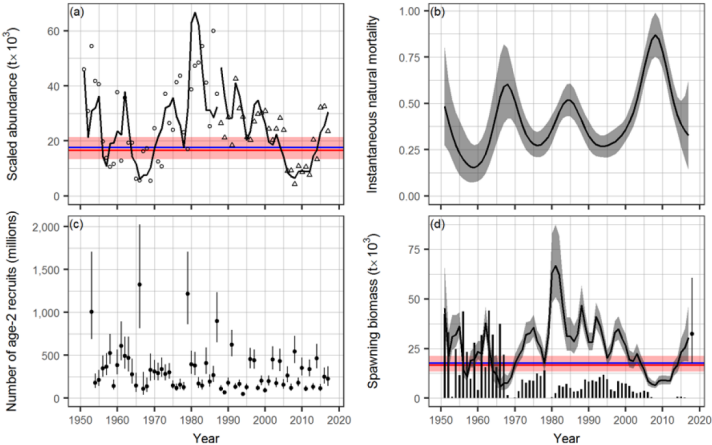 (a)
Scaled abundance (t×10³)
60
40
20
0
(b)
Instantaneous natural mortality
1.00
0.75
0.50
0.25
0.00
(c)
Number of age-2 recruits (millions)
2,000
1,500
1,000
500
0
1950 1960 1970 1980 1990 2000 2010 2020
Year
(d)
Spawning biomass (t×10³)
75
50
25
0
1950 1960 1970 1980 1990 2000 2010 2020
Year